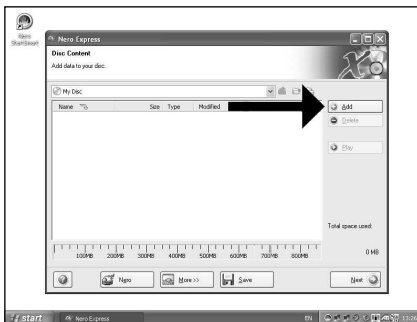 Nero
StartSmart
Nero Express
Disc Content
Add data to your disc.
My Disc
Name Size Type Modified
Add
Delete
Play
Total space used:
100MB 200MB 300MB 400MB 500MB 600MB 700MB 800MB
0 MB
Nero More >> Save Next
start Nero Express EN 13:26